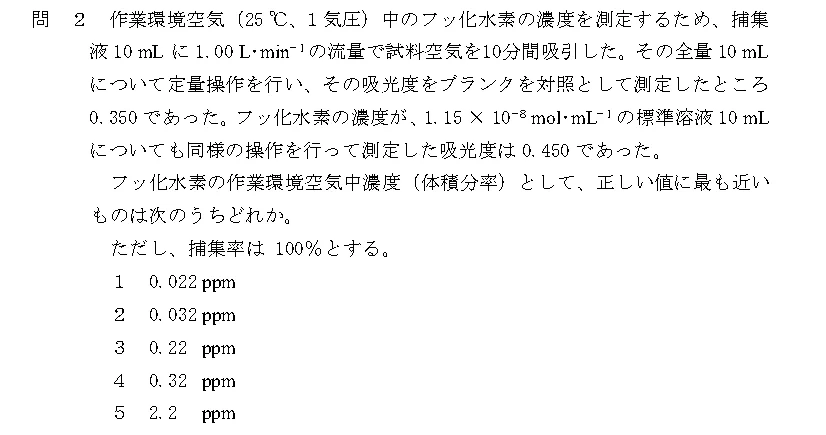 問　２　作業環境空気（25 ℃、1 気圧）中のフッ化水素の濃度を測定するため、捕集
液 10 mL に 1.00 L･min⁻¹ の流量で試料空気を10分間吸引した。その全量 10 mL
について定量操作を行い、その吸光度をブランクを対照として測定したところ
0.350 であった。フッ化水素の濃度が、1.15 × 10⁻⁸ mol･mL⁻¹ の標準溶液 10 mL
についても同様の操作を行って測定した吸光度は 0.450 であった。
フッ化水素の作業環境空気中濃度（体積分率）として、正しい値に最も近い
ものは次のうちどれか。
ただし、捕集率は 100％とする。
１　0.022 ppm
２　0.032 ppm
３　0.22 ppm
４　0.32 ppm
５　2.2 ppm